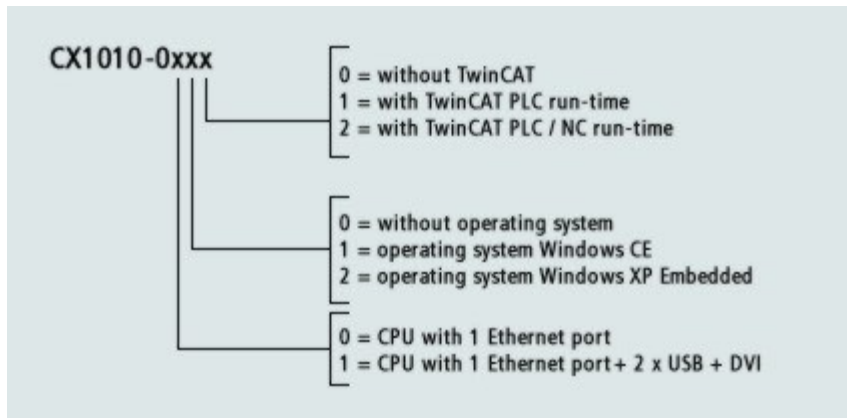 CX1010-0xxx
0 = without TwinCAT
1 = with TwinCAT PLC run-time
2 = with TwinCAT PLC / NC run-time
0 = without operating system
1 = operating system Windows CE
2 = operating system Windows XP Embedded
0 = CPU with 1 Ethernet port
1 = CPU with 1 Ethernet port+ 2 x USB + DVI